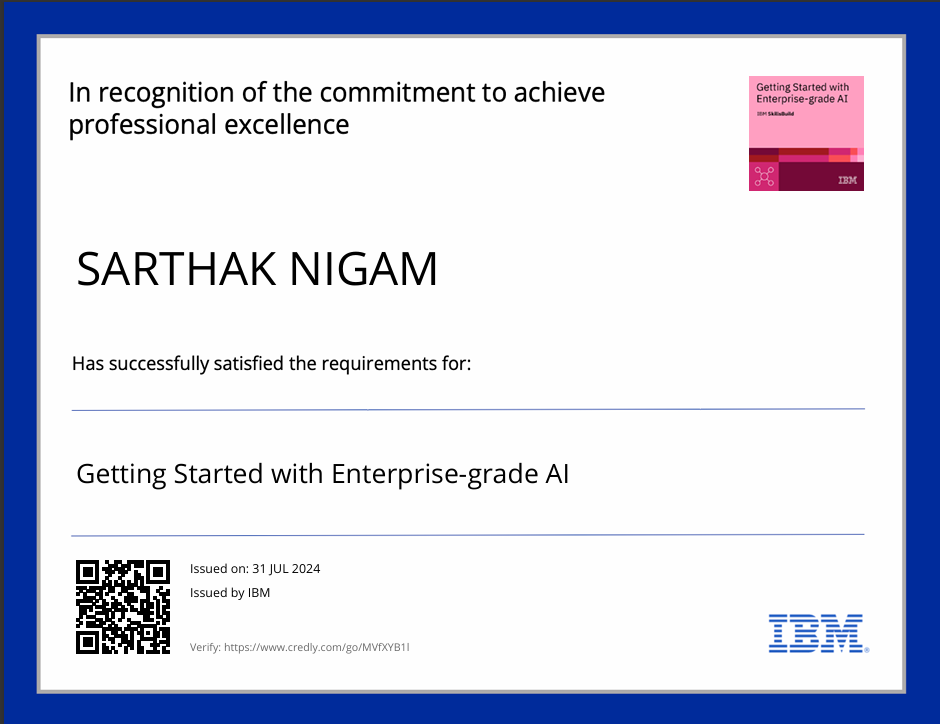 In recognition of the commitment to achieve
professional excellence
Getting Started with
Enterprise-grade AI
IBM SkillsBuild
IBM
SARTHAK NIGAM
Has successfully satisfied the requirements for:
Getting Started with Enterprise-grade AI
Issued on: 31 JUL 2024
Issued by IBM
Verify: https://www.credly.com/go/MVfXYB1I
IBM®